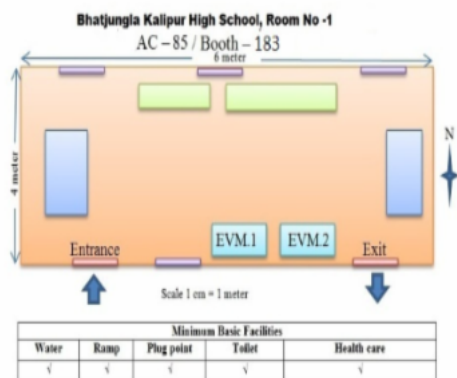 Bhatjungla Kalipur High School, Room No -1
AC – 85 / Booth – 183
6 meter
4 meter
N
EVM.1 EVM.2
Entrance Exit
Scale 1 cm = 1 meter
Minimum Basic Facilities
Water Ramp Plug point Toilet Health care
√ √ √ √ √